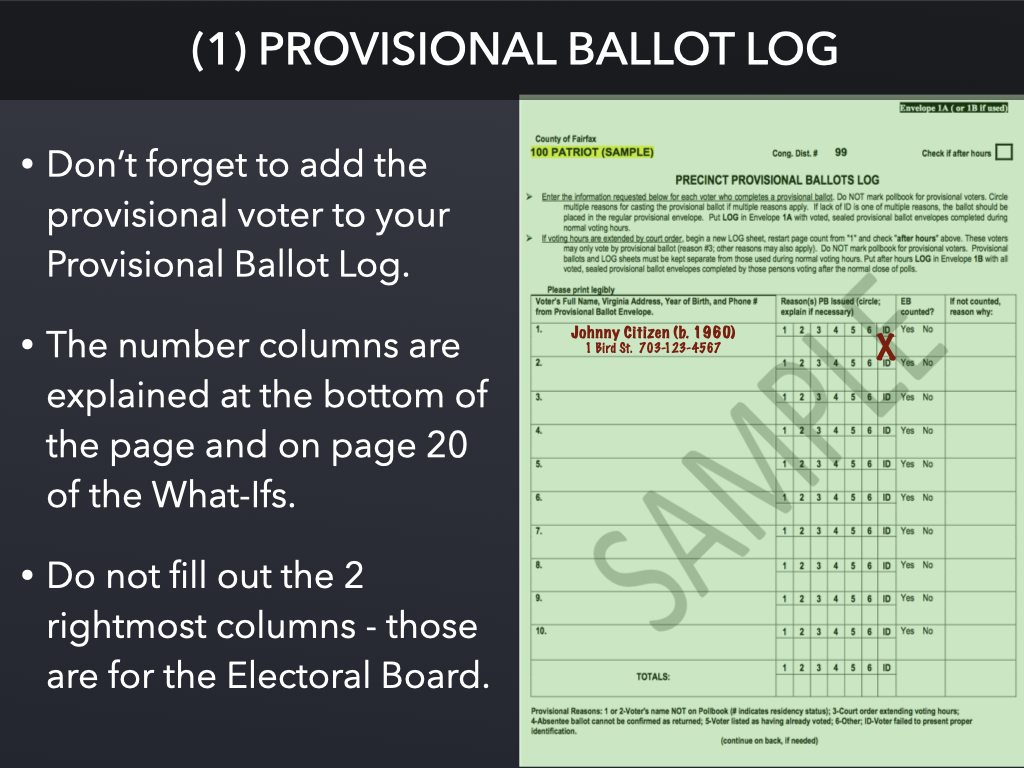 (1) PROVISIONAL BALLOT LOG
• Don’t forget to add the
provisional voter to your
Provisional Ballot Log.
• The number columns are
explained at the bottom of
the page and on page 20
of the What-Ifs.
• Do not fill out the 2
rightmost columns - those
are for the Electoral Board.
Envelope 1A ( or 1B if used)
County of Fairfax
100 PATRIOT (SAMPLE) Cong. Dist. # 99 Check if after hours
PRECINCT PROVISIONAL BALLOTS LOG
➢ Enter the information requested below for each voter who completes a provisional ballot. Do NOT mark pollbook for provisional voters. Circle
multiple reasons for casting the provisional ballot if multiple reasons apply. If lack of ID is one of multiple reasons, the ballot should be
placed in the regular provisional envelope. Put LOG in Envelope 1A with voted, sealed provisional ballot envelopes completed during
normal voting hours.
➢ If voting hours are extended by court order, begin a new LOG sheet, restart page count from "1" and check "after hours" above. These voters
may only vote by provisional ballot (reason #3; other reasons may also apply). Do NOT mark pollbook for provisional voters. Provisional
ballots and LOG sheets must be kept separate from those used during normal voting hours. Put after hours LOG in Envelope 1B with all
voted, sealed provisional ballot envelopes completed by those persons voting after the normal close of polls.
Please print legibly
Voter's Full Name, Virginia Address, Year of Birth, and Phone # Reason(s) PB Issued (circle; EB If not counted,
from Provisional Ballot Envelope. explain if necessary) counted? reason why:
1. Johnny Citizen (b. 1960) 1 2 3 4 5 6 ID Yes No
1 Bird St. 703-123-4567 X
2. 1 2 3 4 5 6 ID Yes No
3. 1 2 3 4 5 6 ID Yes No
4. 1 2 3 4 5 6 ID Yes No
5. 1 2 3 4 5 6 ID Yes No
6. 1 2 3 4 5 6 ID Yes No
7. 1 2 3 4 5 6 ID Yes No
8. 1 2 3 4 5 6 ID Yes No
9. 1 2 3 4 5 6 ID Yes No
10. 1 2 3 4 5 6 ID Yes No
TOTALS: 1 2 3 4 5 6 ID
SAMPLE
Provisional Reasons: 1 or 2-Voter's name NOT on Pollbook (# indicates residency status); 3-Court order extending voting hours;
4-Absentee ballot cannot be confirmed as returned; 5-Voter listed as having already voted; 6-Other; ID-Voter failed to present proper
identification.
(continue on back, if needed)